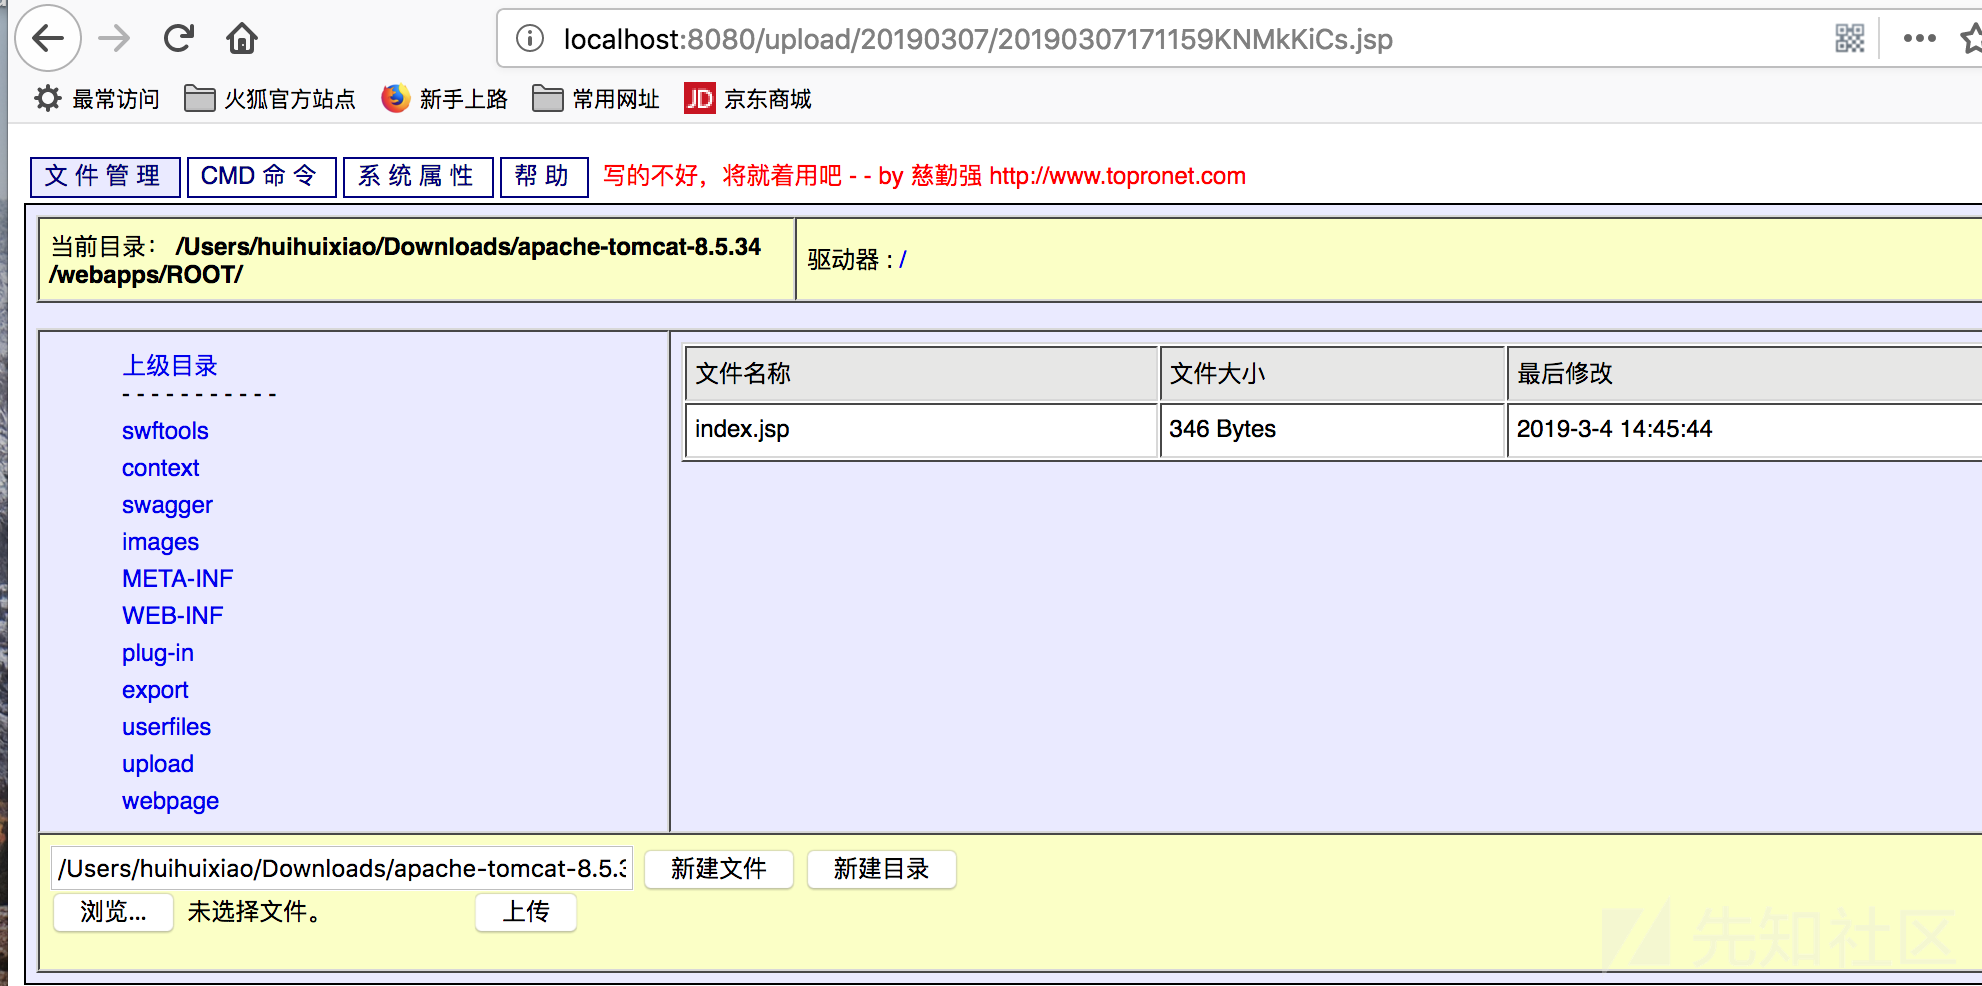 localhost:8080/upload/20190307/20190307171159KNMkKiCs.jsp
最常访问 火狐官方站点 新手上路 常用网址 JD 京东商城
文件管理 CMD 命令 系统属性 帮助 写的不好，将就着用吧 - - by 慈勤强 http://www.topronet.com
当前目录： /Users/huihuixiao/Downloads/apache-tomcat-8.5.34
/webapps/ROOT/
驱动器 : /
上级目录
- - - - - - - - - - -
swftools
context
swagger
images
META-INF
WEB-INF
plug-in
export
userfiles
upload
webpage
文件名称 文件大小 最后修改
index.jsp 346 Bytes 2019-3-4 14:45:44
/Users/huihuixiao/Downloads/apache-tomcat-8.5.3 新建文件 新建目录
浏览... 未选择文件。 上传
先知社区